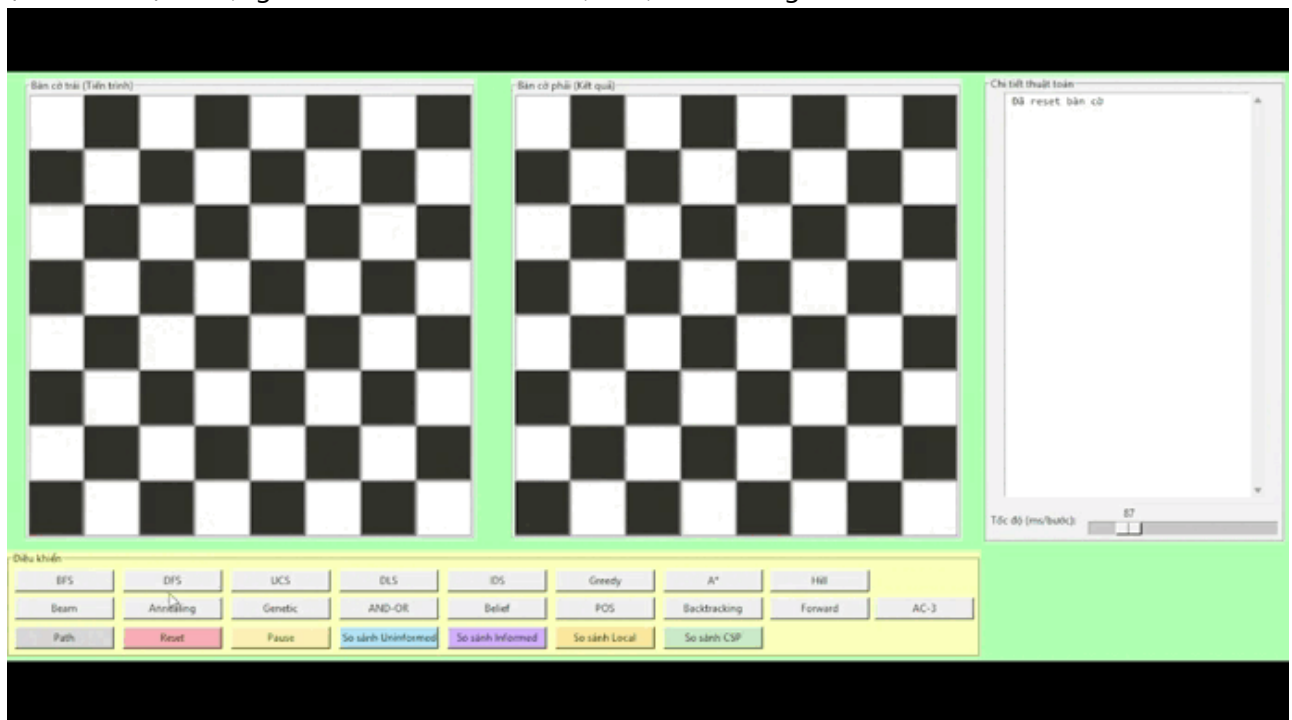 Bàn cờ trái (Tiến trình)
Bàn cờ phải (Kết quả)
Chi tiết thuật toán
Đã reset bàn cờ
87
Tốc độ (ms/bước):
Điều khiển
BFS DFS UCS DLS IDS Greedy A* Hill
Beam Annealing Genetic AND-OR Belief POS Backtracking Forward AC-3
Path Reset Pause So sánh Uninformed So sánh Informed So sánh Local So sánh CSP